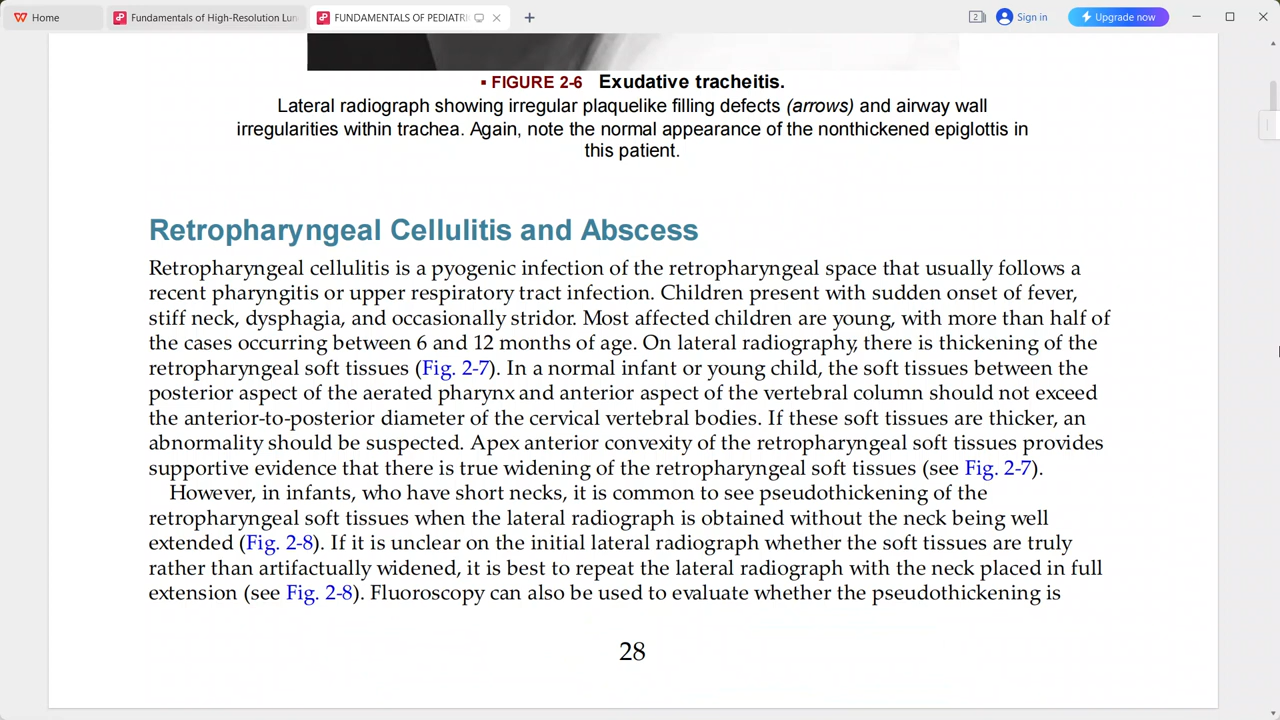 Home
Fundamentals of High-Resolution Lun
FUNDAMENTALS OF PEDIATRI
2
Sign in
Upgrade now
▪ FIGURE 2-6 Exudative tracheitis.
Lateral radiograph showing irregular plaquelike filling defects (arrows) and airway wall
irregularities within trachea. Again, note the normal appearance of the nonthickened epiglottis in
this patient.
Retropharyngeal Cellulitis and Abscess
Retropharyngeal cellulitis is a pyogenic infection of the retropharyngeal space that usually follows a
recent pharyngitis or upper respiratory tract infection. Children present with sudden onset of fever,
stiff neck, dysphagia, and occasionally stridor. Most affected children are young, with more than half of
the cases occurring between 6 and 12 months of age. On lateral radiography, there is thickening of the
retropharyngeal soft tissues (Fig. 2-7). In a normal infant or young child, the soft tissues between the
posterior aspect of the aerated pharynx and anterior aspect of the vertebral column should not exceed
the anterior-to-posterior diameter of the cervical vertebral bodies. If these soft tissues are thicker, an
abnormality should be suspected. Apex anterior convexity of the retropharyngeal soft tissues provides
supportive evidence that there is true widening of the retropharyngeal soft tissues (see Fig. 2-7).
However, in infants, who have short necks, it is common to see pseudothickening of the
retropharyngeal soft tissues when the lateral radiograph is obtained without the neck being well
extended (Fig. 2-8). If it is unclear on the initial lateral radiograph whether the soft tissues are truly
rather than artifactually widened, it is best to repeat the lateral radiograph with the neck placed in full
extension (see Fig. 2-8). Fluoroscopy can also be used to evaluate whether the pseudothickening is
28